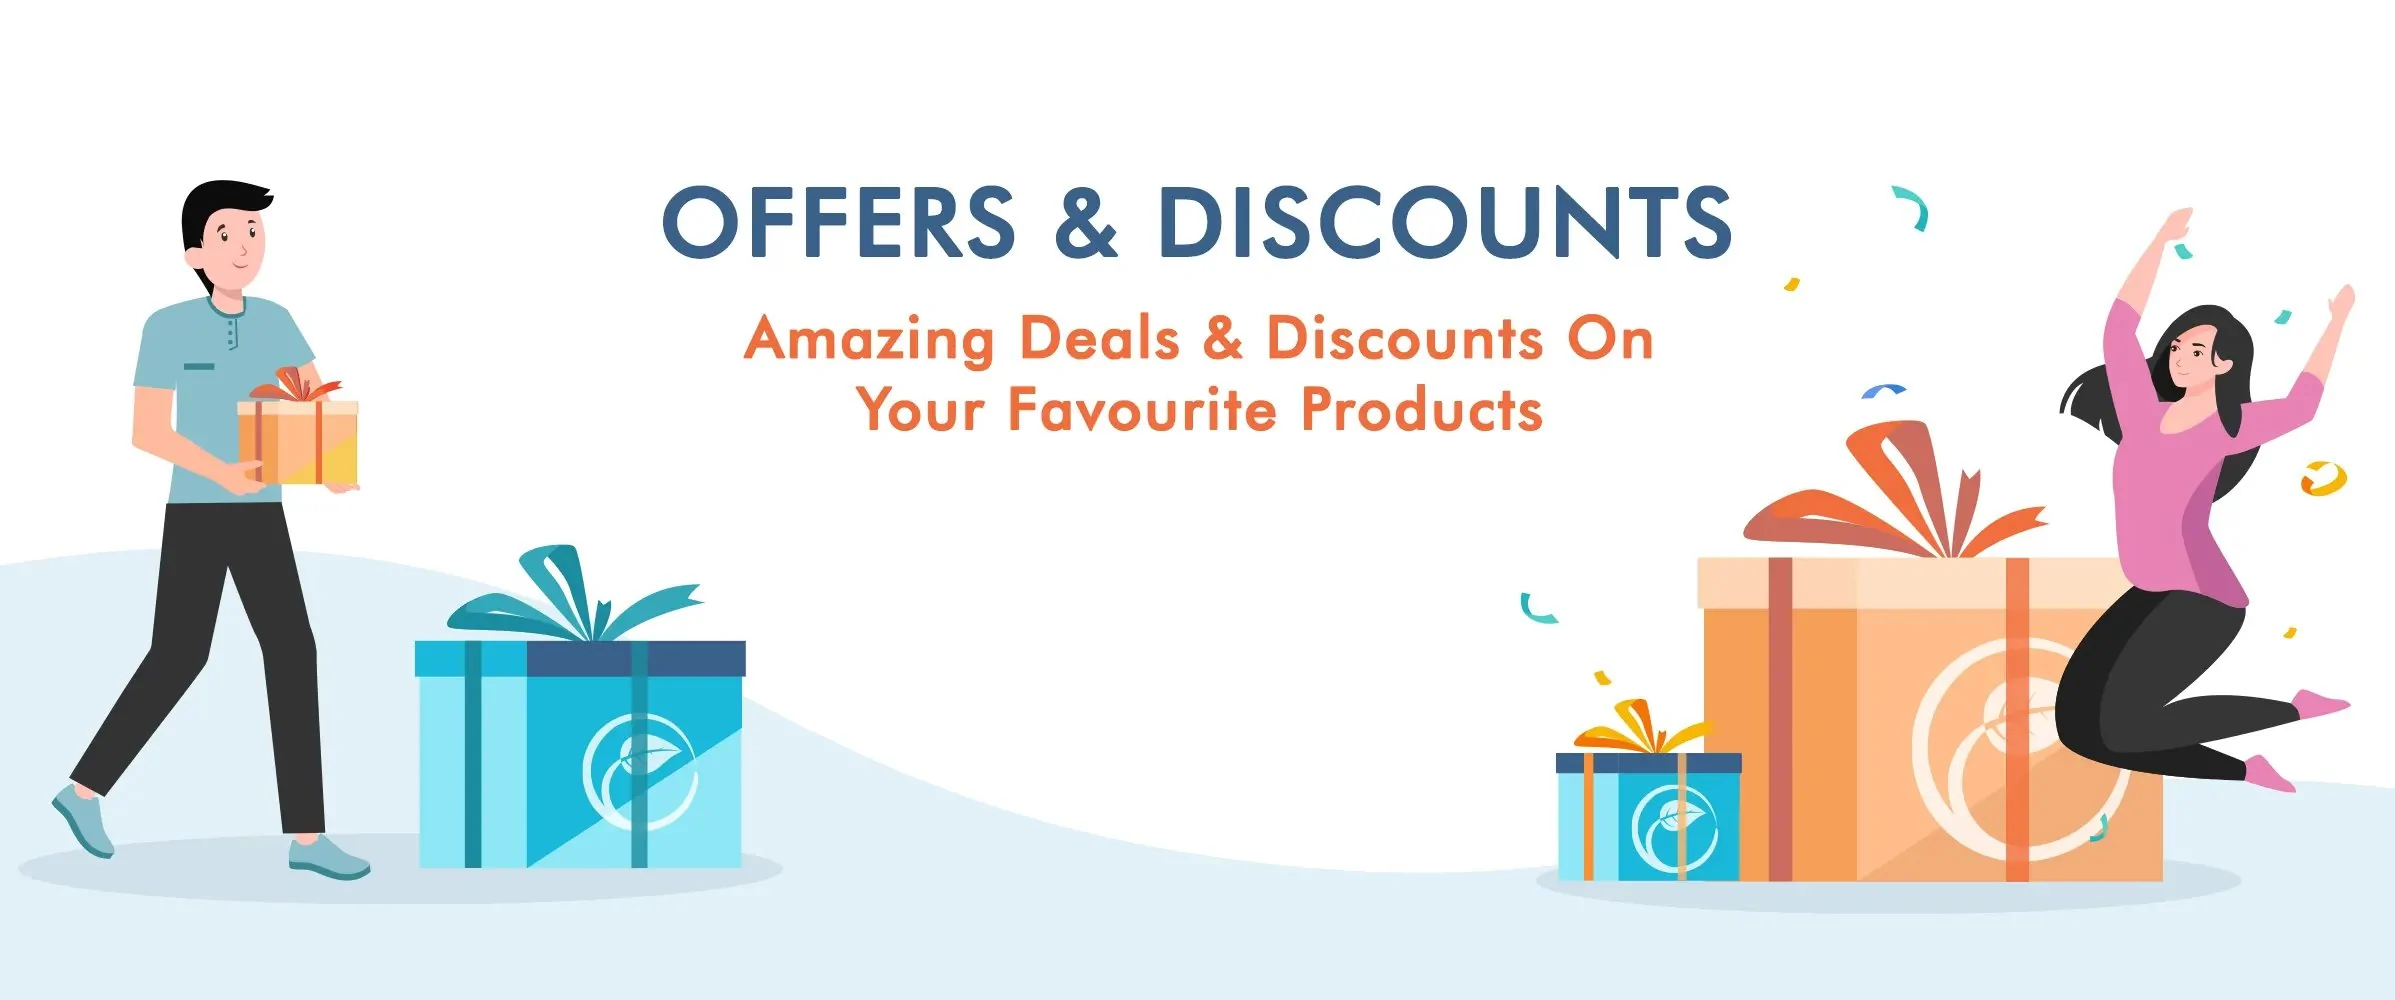 OFFERS & DISCOUNTS
Amazing Deals & Discounts On
Your Favourite Products